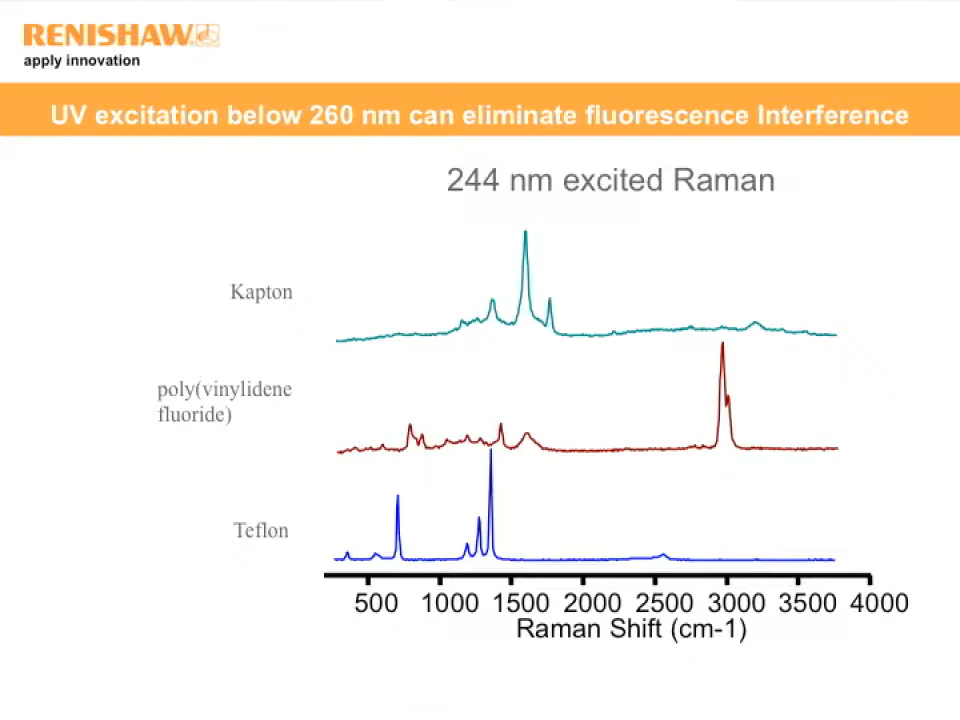 RENISHAW
apply innovation
UV excitation below 260 nm can eliminate fluorescence Interference
244 nm excited Raman
Kapton
poly(vinylidene
fluoride)
Teflon
500 1000 1500 2000 2500 3000 3500 4000
Raman Shift (cm-1)